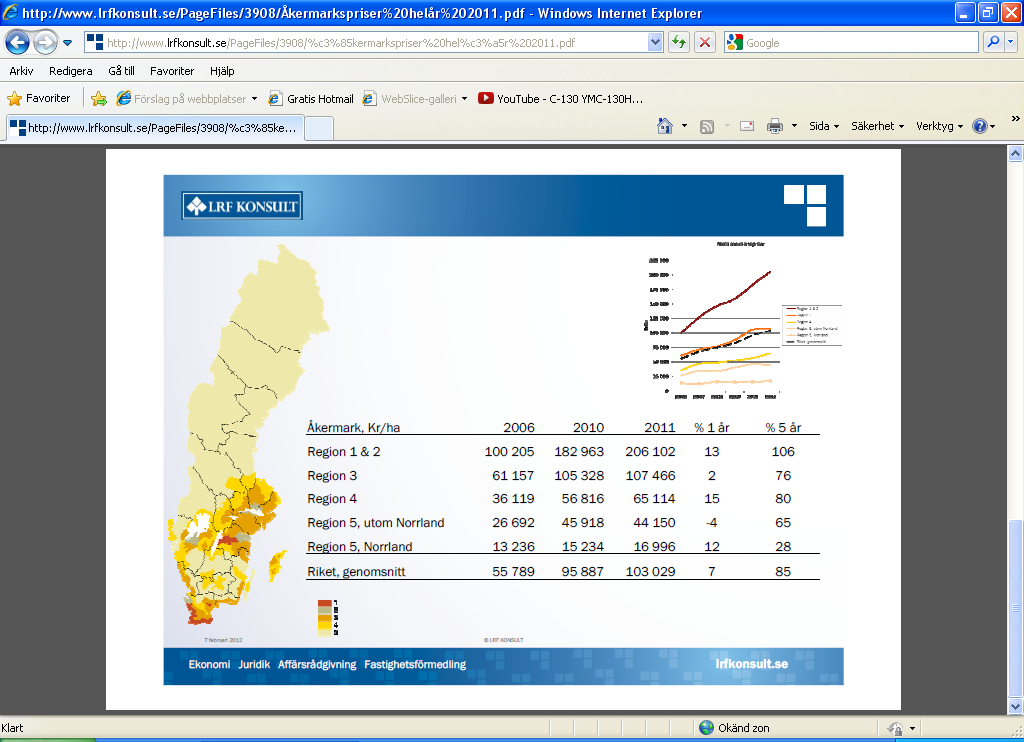 http://www.lrfkonsult.se/PageFiles/3908/Åkermarkspriser%20helår%202011.pdf - Windows Internet Explorer
http://www.lrfkonsult.se/PageFiles/3908/%c3%85kermarkspriser%20hel%c3%a5r%202011.pdf
Google
Arkiv Redigera Gå till Favoriter Hjälp
Favoriter Förslag på webbplatser Gratis Hotmail WebSlice-galleri YouTube - C-130 YMC-130H...
http://www.lrfkonsult.se/PageFiles/3908/%c3%85ke...
Sida Säkerhet Verktyg »
LRF KONSULT
Åkermark, Kr/ha 2006 2010 2011 % 1 år % 5 år
Region 1 & 2 100 205 182 963 206 102 13 106
Region 3 61 157 105 328 107 466 2 76
Region 4 36 119 56 816 65 114 15 80
Region 5, utom Norrland 26 692 45 918 44 150 -4 65
Region 5, Norrland 13 236 15 234 16 996 12 28
Riket, genomsnitt 55 789 95 887 103 029 7 85
7 februari 2012
© LRF KONSULT
Ekonomi Juridik Affärsrådgivning Fastighetsförmedling
lrfkonsult.se
Klart
Okänd zon